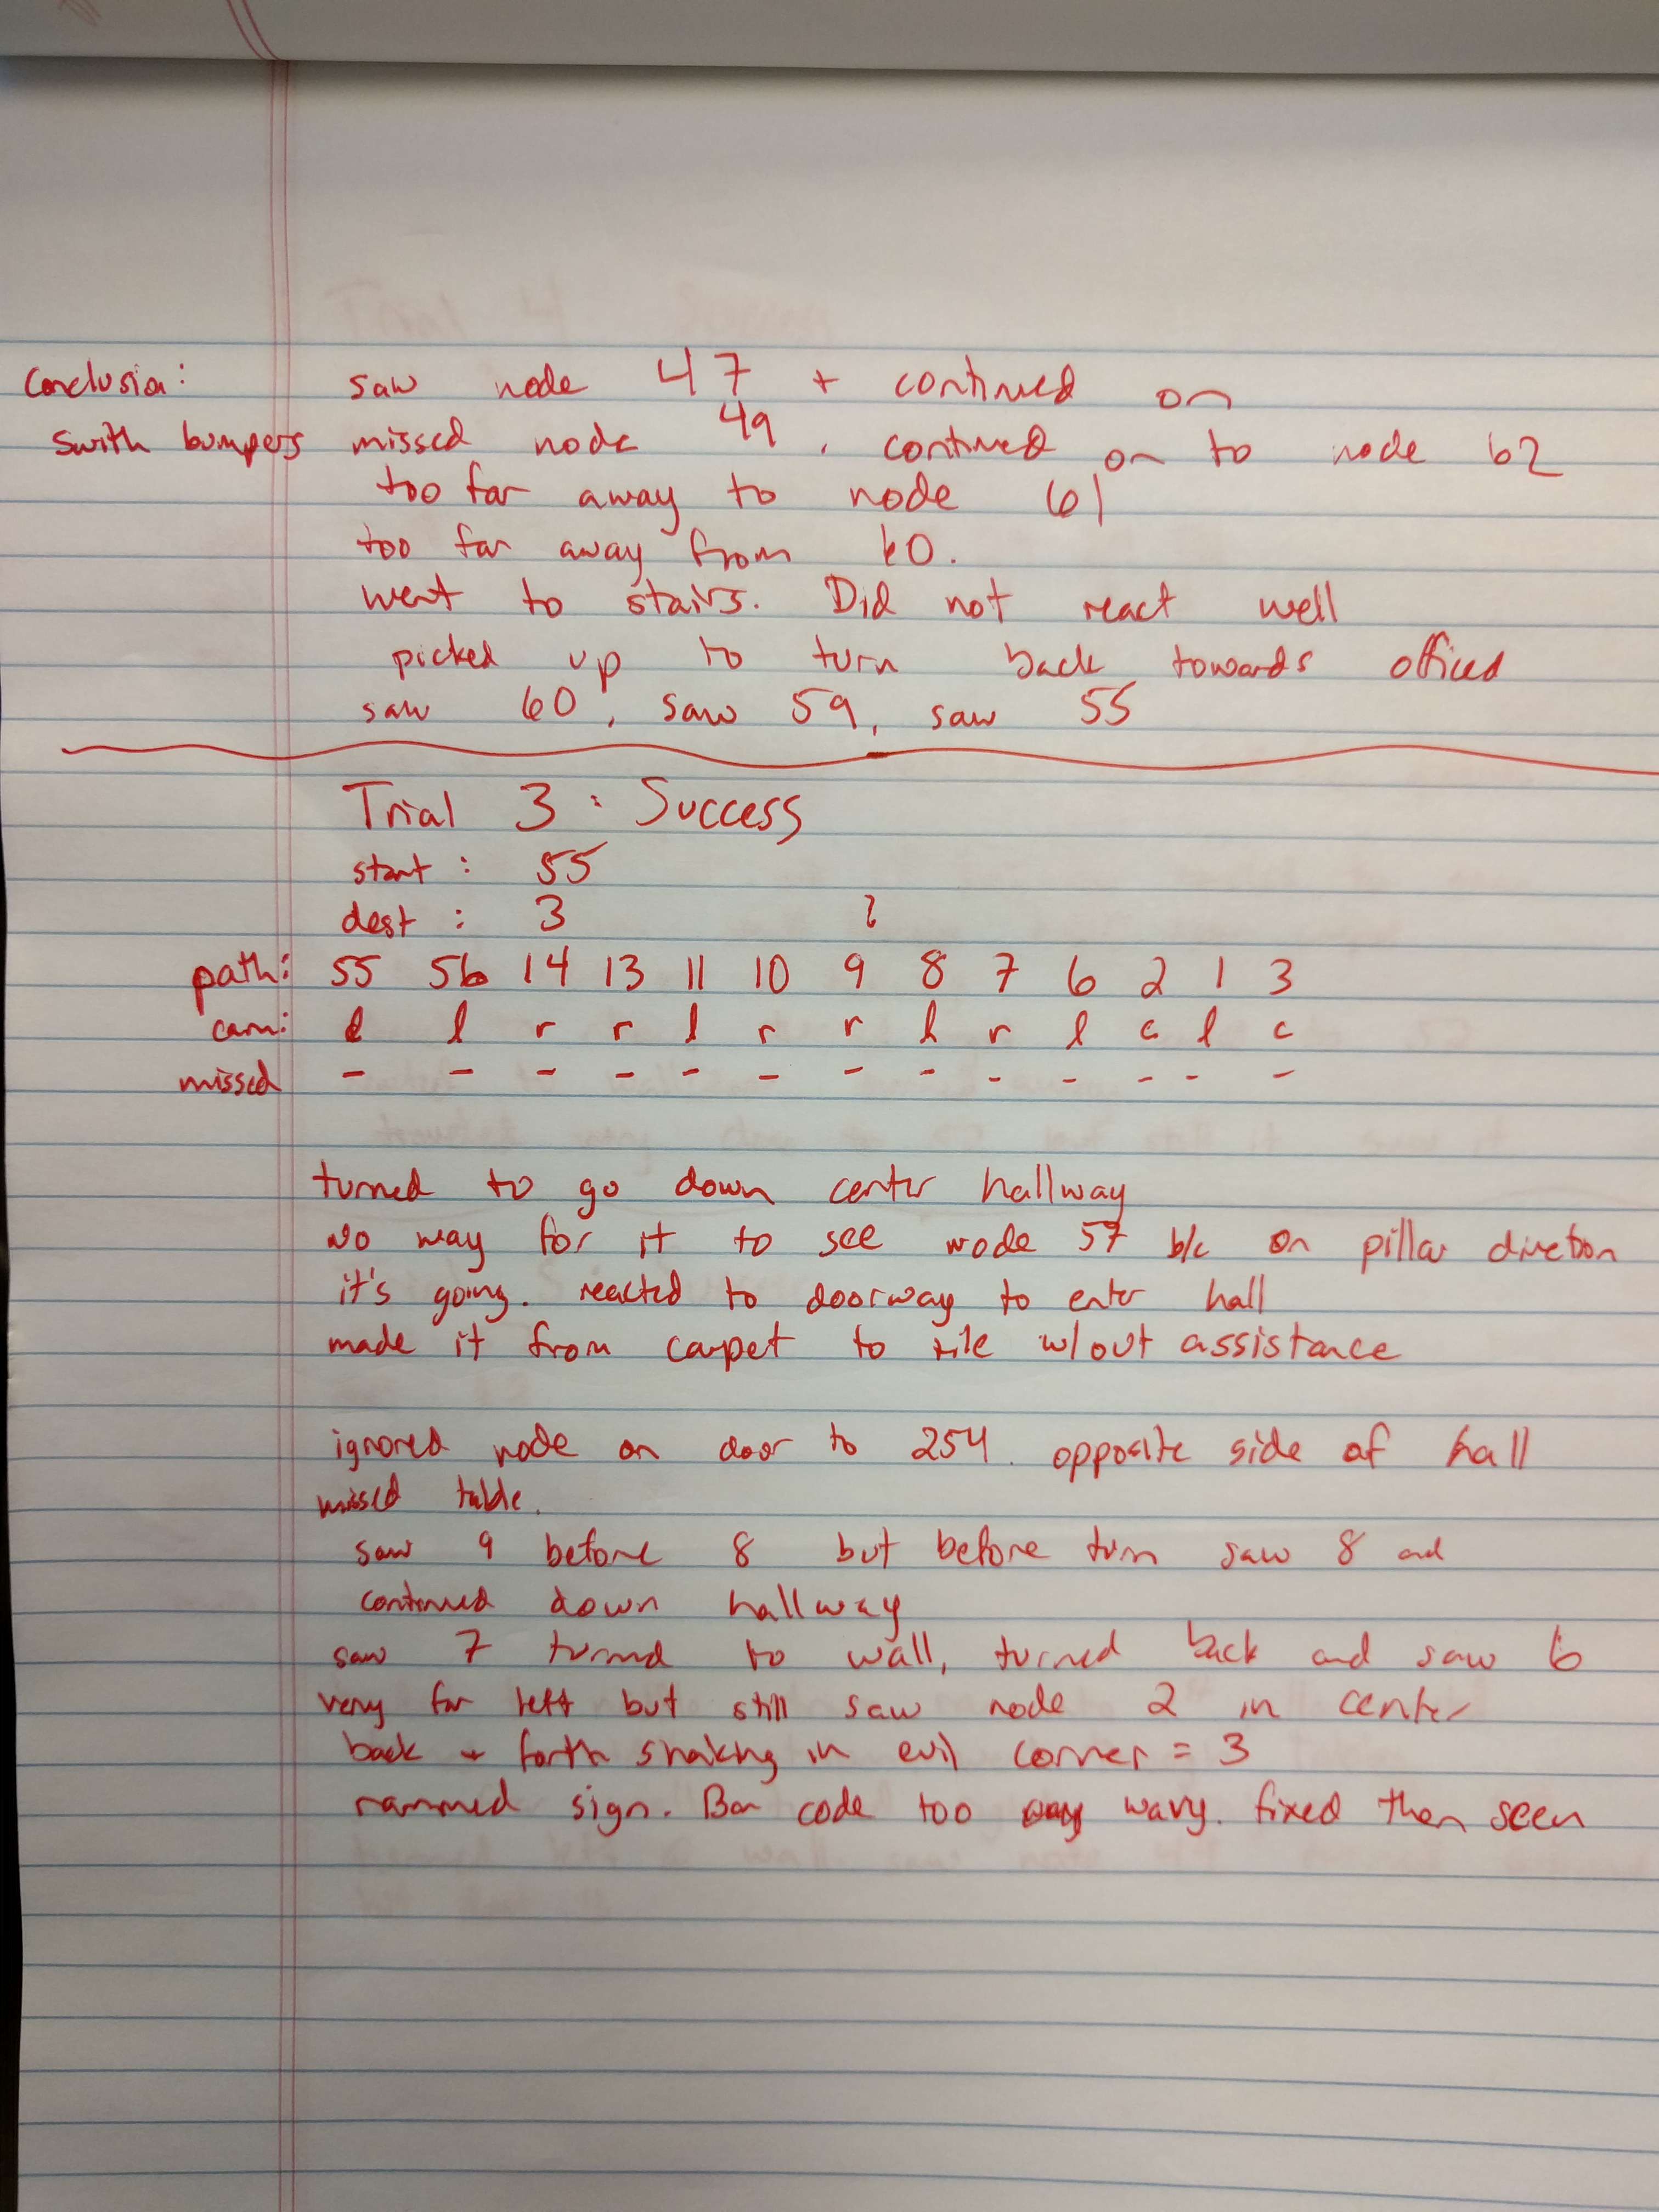 Conclusion: saw node 47 + continued on
Swith bumpers missed node 49, continued on to node 62
too far away to node 61
too far away from 60.
went to stairs. Did not react well
picked up to turn back towards offices
saw 60, saw 59, saw 55
Trial 3: Success
start: 55
dest: 3 ?
path: 55 56 14 13 11 10 9 8 7 6 2 1 3
cam: l l r r l r r l r l c l c
missed - - - - - - - - - - - - -
turned to go down center hallway
No way for it to see node 57 b/c on pillar direction
it's going. reacted to doorway to enter hall
made it from carpet to tile w/out assistance
ignored node on door to 254. opposite side of hall
missed table.
saw 9 before 8 but before turn saw 8 and
continued down hallway
saw 7 turned to wall, turned back and saw 6
very far left but still saw node 2 in center
back + forth shaking in evil corner = 3
rammed sign. Bar code too wavy. fixed then seen